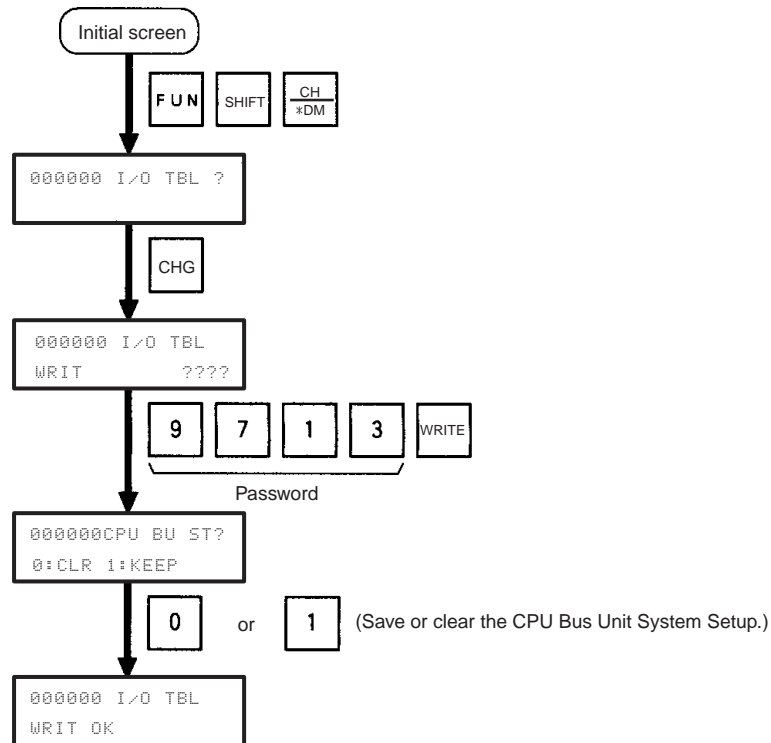 Initial screen
FUN SHIFT CH
*DM
000000 I/O TBL ?
CHG
000000 I/O TBL
WRIT ????
9 7 1 3 WRITE
Password
000000CPU BU ST?
0:CLR 1:KEEP
0 or 1 (Save or clear the CPU Bus Unit System Setup.)
000000 I/O TBL
WRIT OK